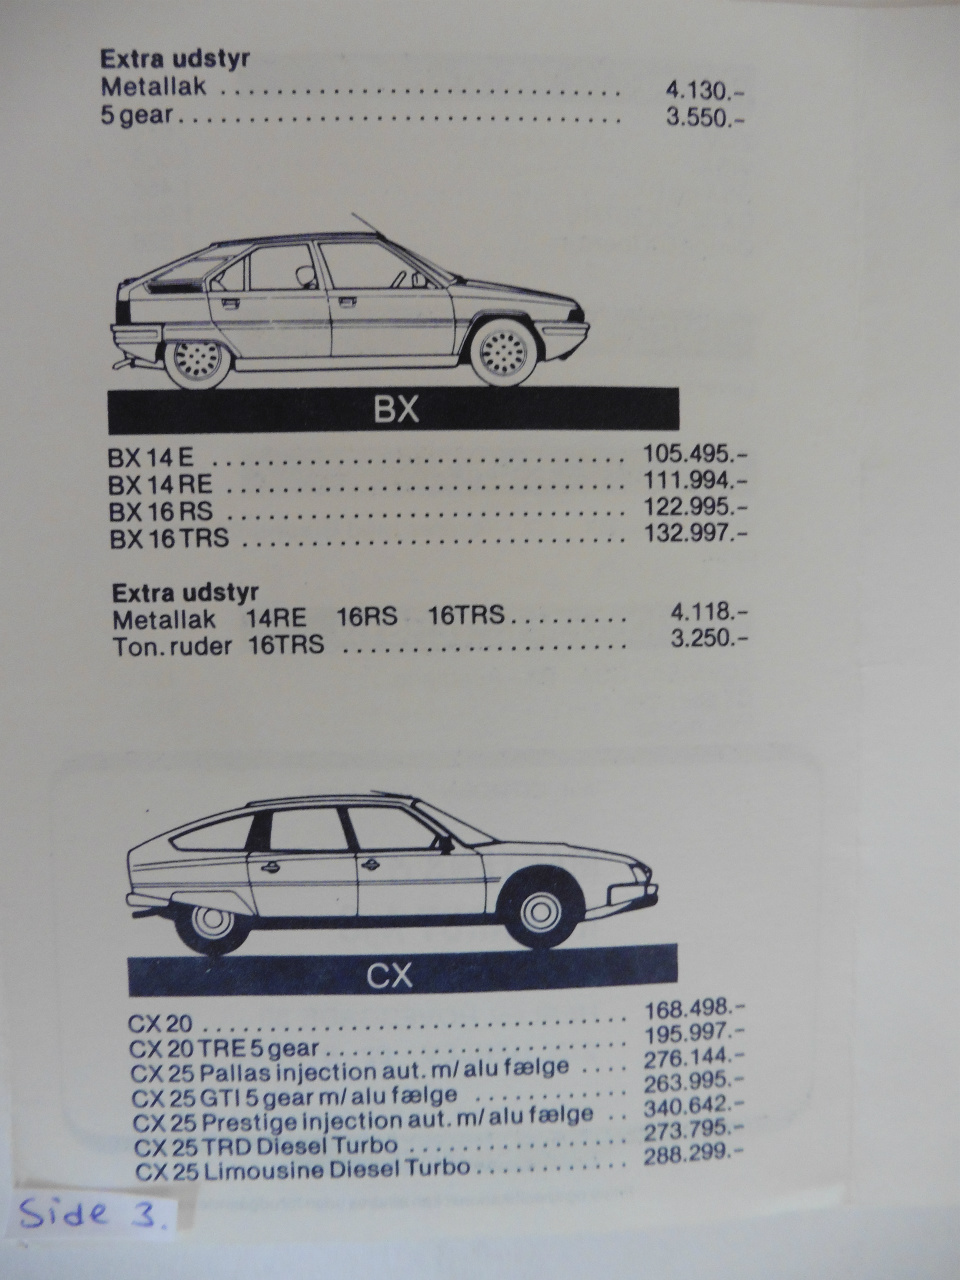 Extra udstyr
Metallak .............................. 4.130.–
5 gear................................ 3.550.–
BX
BX 14 E .............................. 105.495.–
BX 14 RE ............................. 111.994.–
BX 16 RS ............................. 122.995.–
BX 16 TRS ............................ 132.997.–
Extra udstyr
Metallak 14RE 16RS 16TRS......... 4.118.–
Ton. ruder 16TRS ..................... 3.250.–
CX
CX 20 ............................... 168.498.–
CX 20 TRE 5 gear...................... 195.997.–
CX 25 Pallas injection aut. m/ alu fælge .... 276.144.–
CX 25 GTI 5 gear m/ alu fælge ............ 263.995.–
CX 25 Prestige injection aut. m/ alu fælge .. 340.642.–
CX 25 TRD Diesel Turbo ................ 273.795.–
CX 25 Limousine Diesel Turbo............ 288.299.–
Side 3.